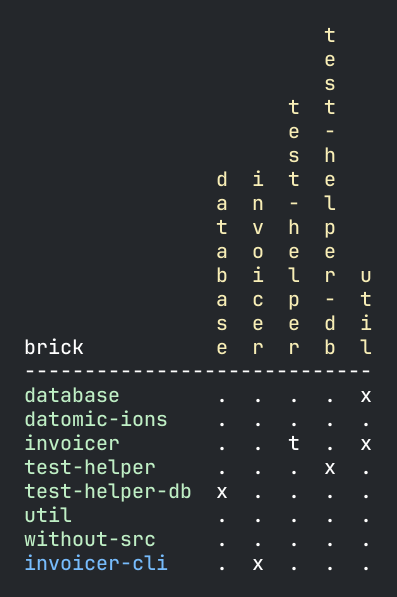 brick database invoicer test-helper test-helper-db util
-----------------------------
database . . . . x
datomic-ions . . . . .
invoicer . . t . x
test-helper . . . x .
test-helper-db x . . . .
util . . . . .
without-src . . . . .
invoicer-cli . x . . .